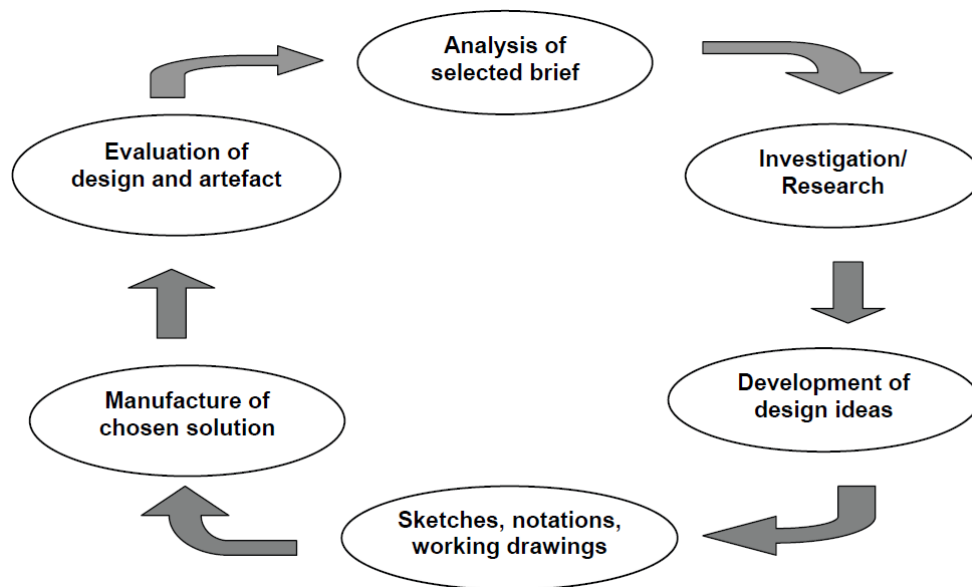 Analysis of
selected brief
Investigation/
Research
Development of
design ideas
Sketches, notations,
working drawings
Manufacture of
chosen solution
Evaluation of
design and artefact